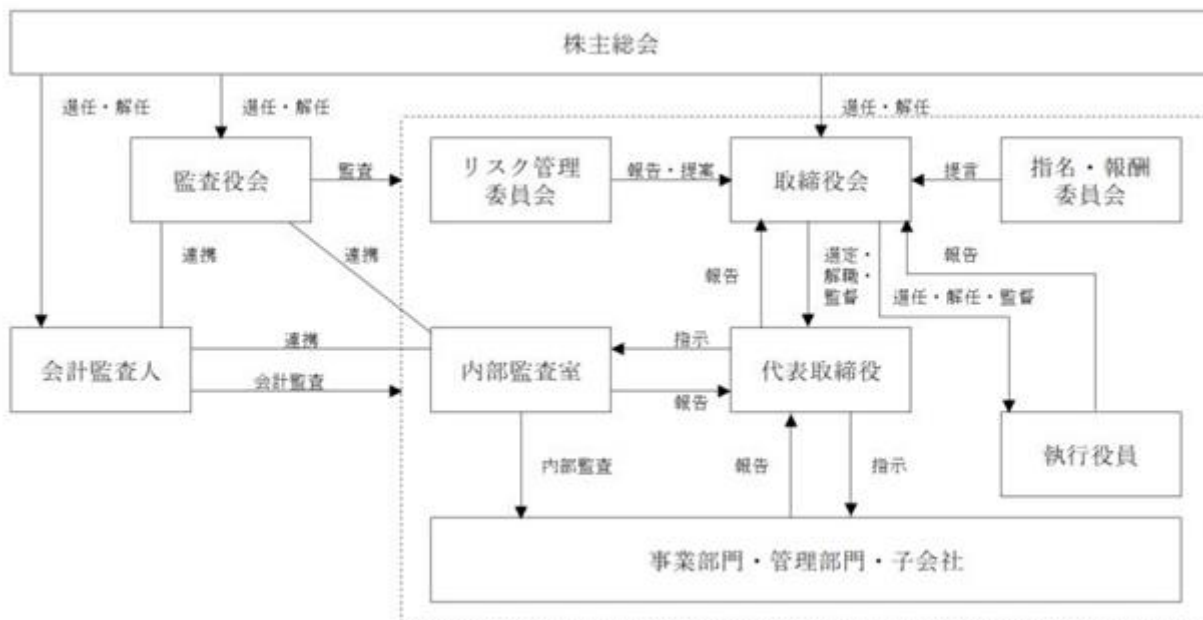 株主総会
選任・解任
選任・解任
選任・解任
監査役会
監査
リスク管理
委員会
報告・提案
取締役会
提言
指名・報酬
委員会
連携
連携
報告
選定・
解職・
監督
選任・解任・監督
報告
会計監査人
連携
会計監査
内部監査室
指示
報告
代表取締役
執行役員
内部監査
報告
指示
事業部門・管理部門・子会社